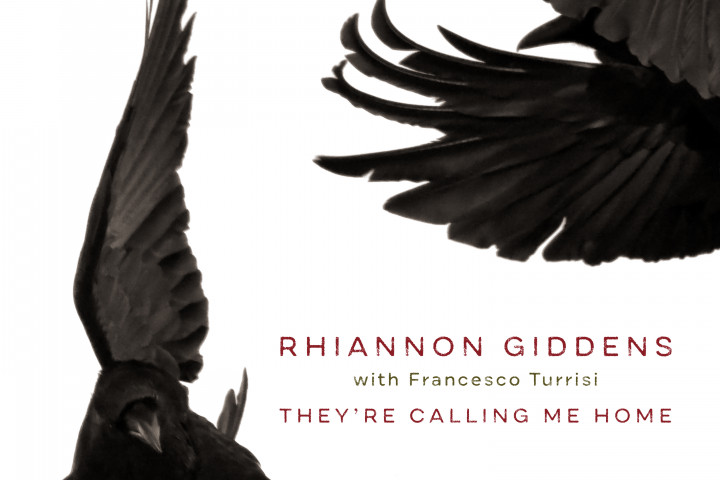 RHIANNON GIDDENS
with Francesco Turrisi
THEY'RE CALLING ME HOME